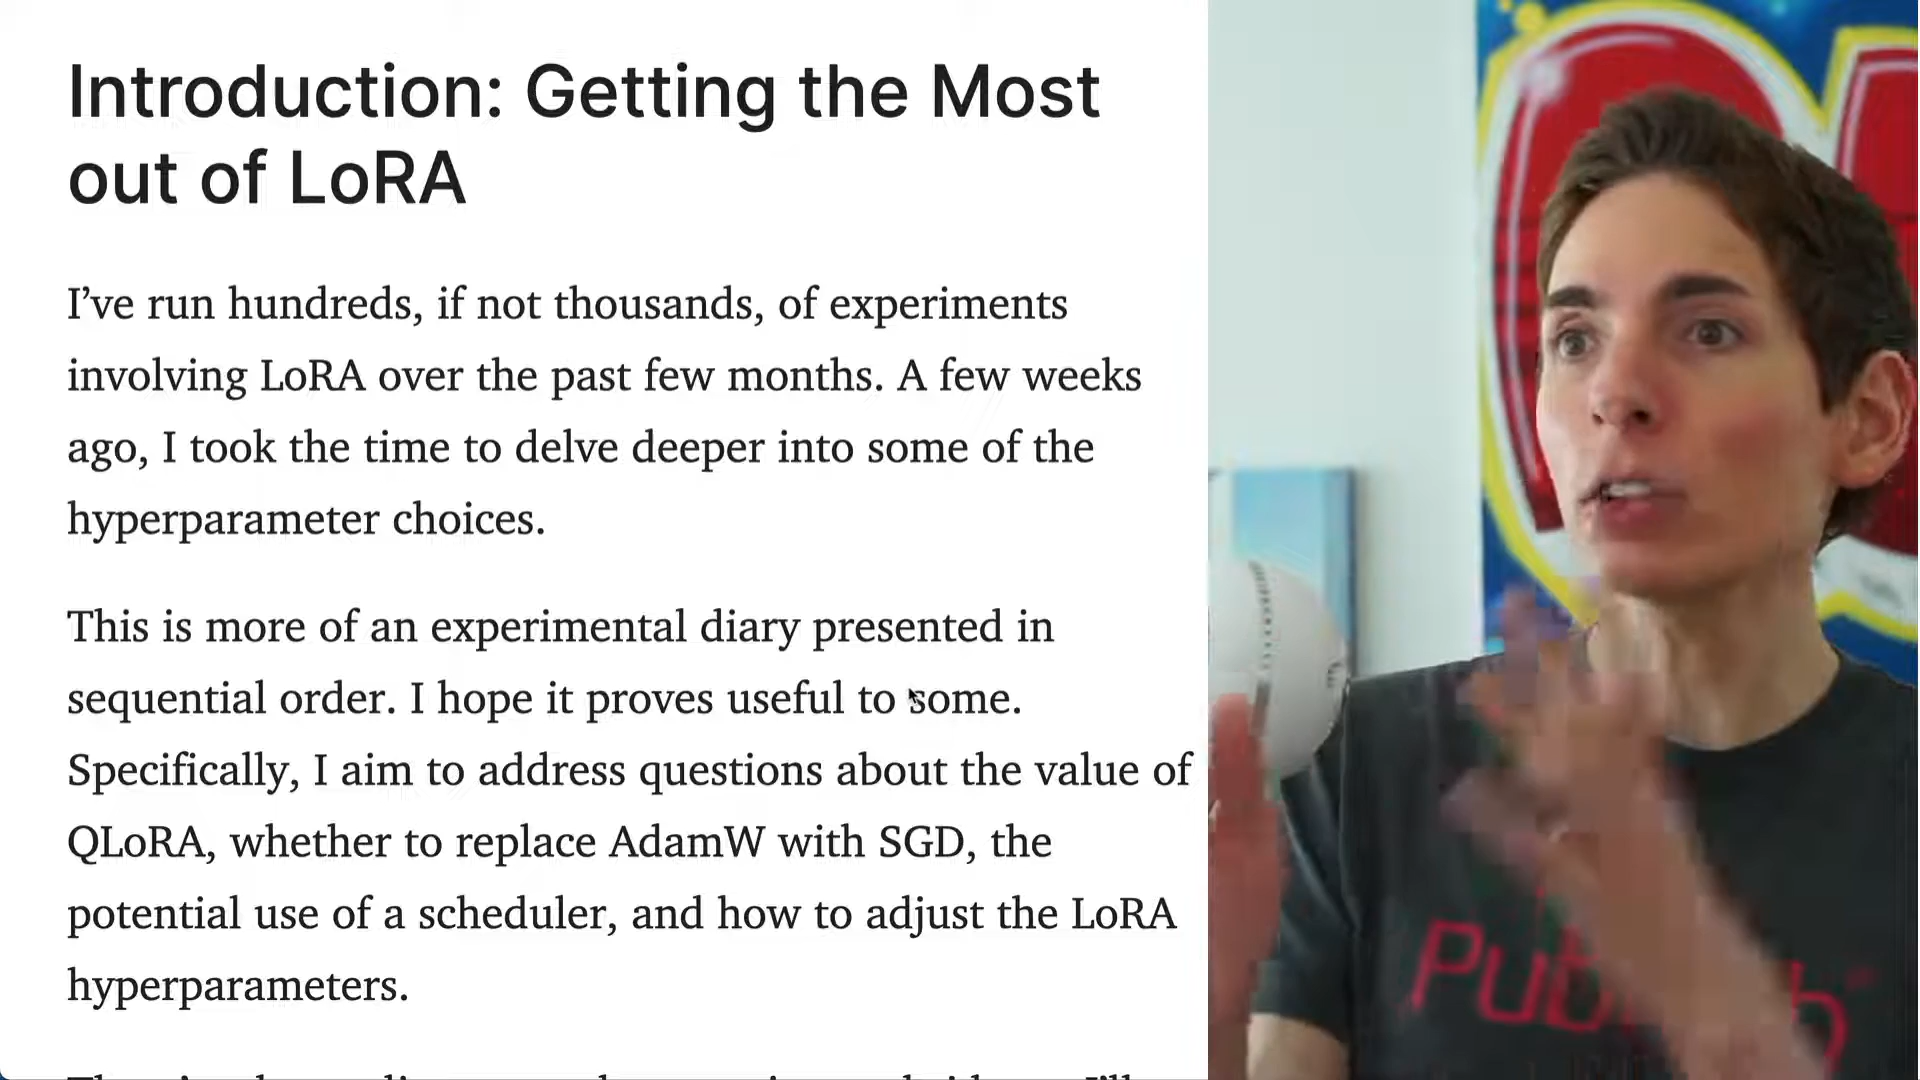 Introduction: Getting the Most
out of LoRA
I’ve run hundreds, if not thousands, of experiments
involving LoRA over the past few months. A few weeks
ago, I took the time to delve deeper into some of the
hyperparameter choices.
This is more of an experimental diary presented in
sequential order. I hope it proves useful to some.
Specifically, I aim to address questions about the value of
QLoRA, whether to replace AdamW with SGD, the
potential use of a scheduler, and how to adjust the LoRA
hyperparameters.